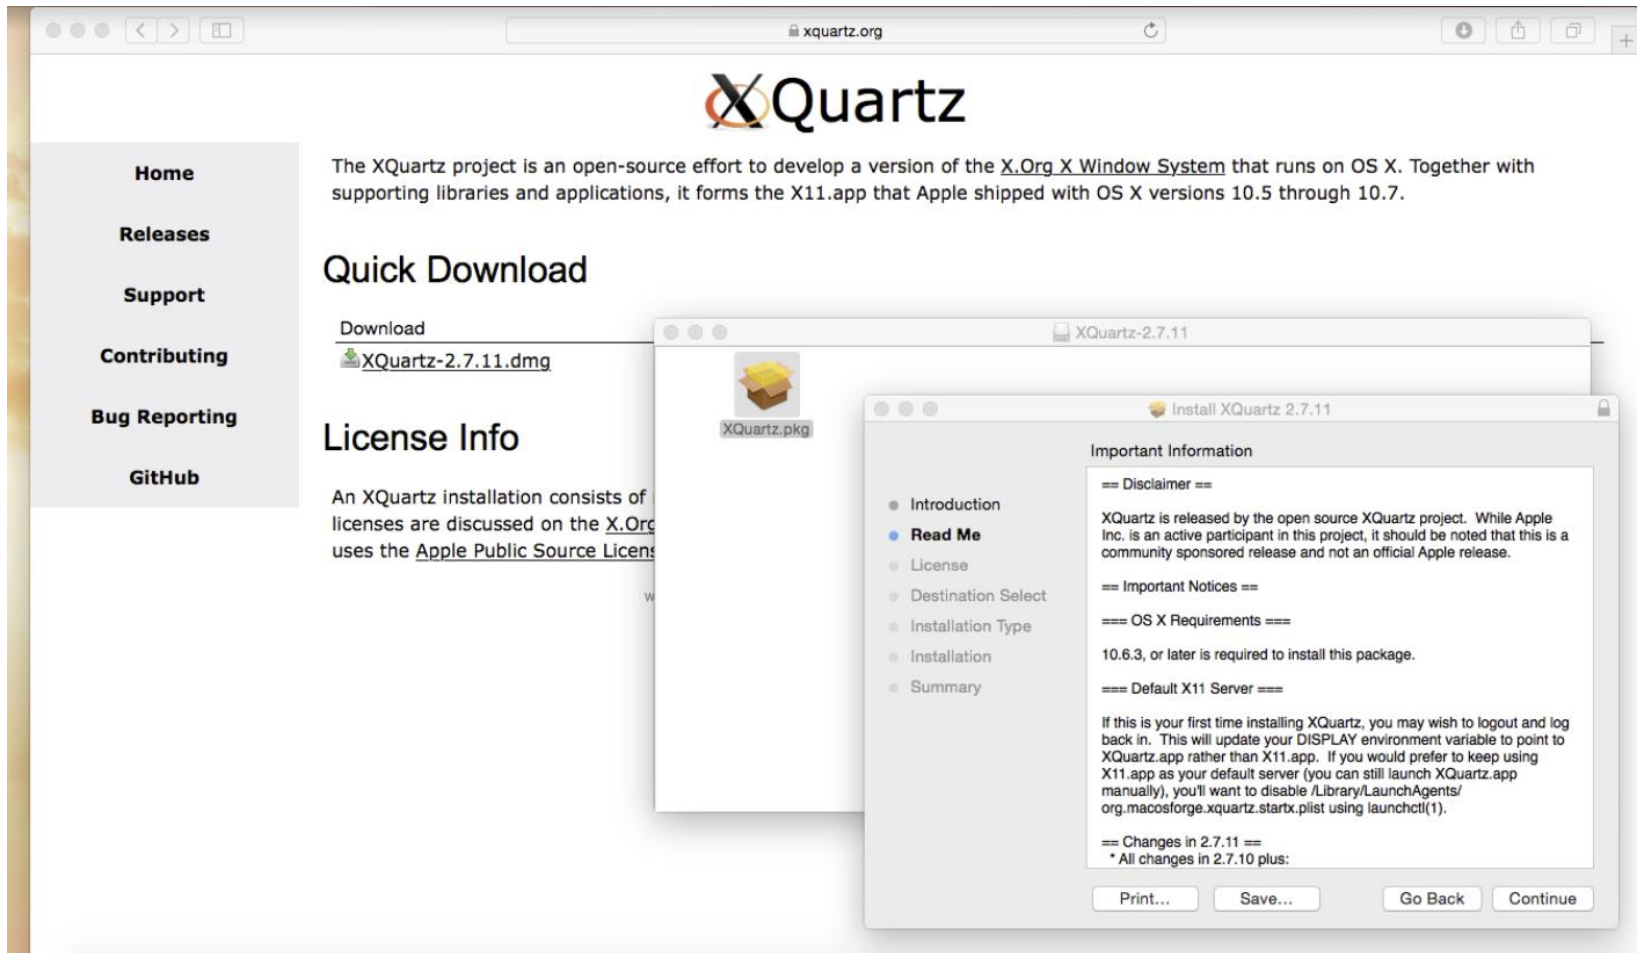 xquartz.org
XQuartz
Home
Releases
Support
Contributing
Bug Reporting
GitHub
The XQuartz project is an open-source effort to develop a version of the X.Org X Window System that runs on OS X. Together with
supporting libraries and applications, it forms the X11.app that Apple shipped with OS X versions 10.5 through 10.7.
Quick Download
Download
XQuartz-2.7.11.dmg
License Info
An XQuartz installation consists of
licenses are discussed on the X.Org
uses the Apple Public Source Licens
w
XQuartz-2.7.11
XQuartz.pkg
Install XQuartz 2.7.11
Important Information
Introduction
Read Me
License
Destination Select
Installation Type
Installation
Summary
== Disclaimer ==
XQuartz is released by the open source XQuartz project.  While Apple
Inc. is an active participant in this project, it should be noted that this is a
community sponsored release and not an official Apple release.
== Important Notices ==
=== OS X Requirements ===
10.6.3, or later is required to install this package.
=== Default X11 Server ===
If this is your first time installing XQuartz, you may wish to logout and log
back in.  This will update your DISPLAY environment variable to point to
XQuartz.app rather than X11.app.  If you would prefer to keep using
X11.app as your default server (you can still launch XQuartz.app
manually), you'll want to disable /Library/LaunchAgents/
org.macosforge.xquartz.startx.plist using launchctl(1).
== Changes in 2.7.11 ==
* All changes in 2.7.10 plus:
Print...
Save...
Go Back
Continue